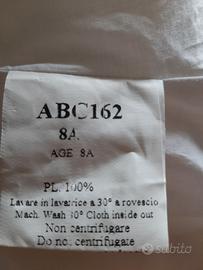 ABC162
8A
AGE 8A
PL. 100%
Lavare in lavatrice a 30° a rovescio
Mach. Wash 30° Cloth inside out
Non centrifugare
Do not centrifugate
subito